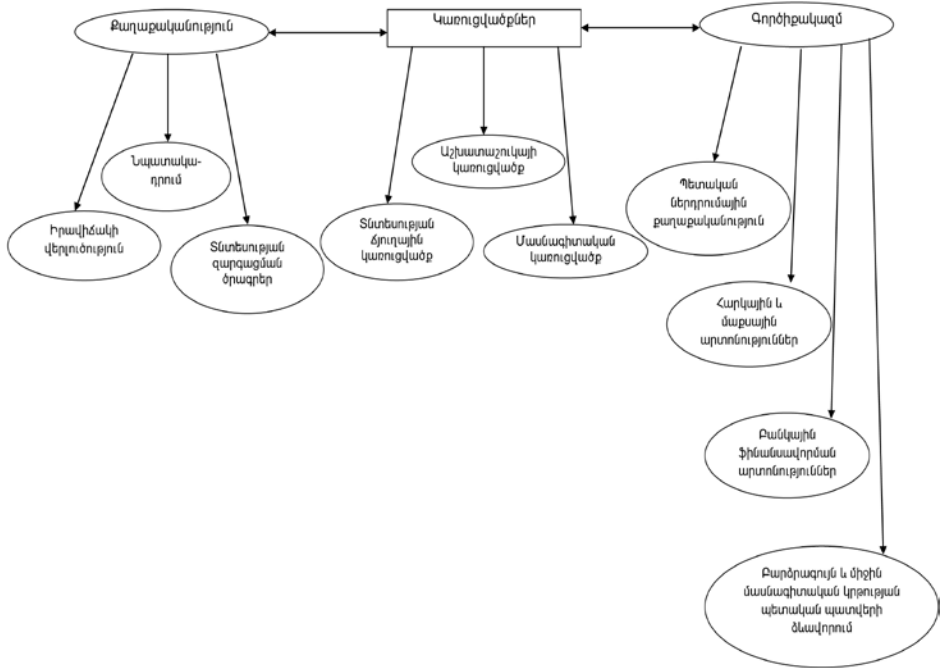 Քաղաքականություն
Կառուցվածքներ
Գործիքակազմ
Նպատակա-
դրում
Իրավիճակի
վերլուծություն
Տնտեսության
զարգացման
ծրագրեր
Աշխատաշուկայի
կառուցվածք
Տնտեսության
ճյուղային
կառուցվածք
Մասնագիտական
կառուցվածք
Պետական
ներդրումային
քաղաքականություն
Հարկային և
մաքսային
արտոնություններ
Բանկային
ֆինանսավորման
արտոնություններ
Բարձրագույն և միջին
մասնագիտական կրթության
պետական պատվերի
ձևավորում